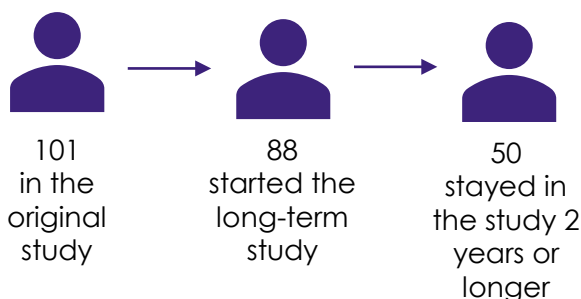 101
in the
original
study
88
started the
long-term
study
50
stayed in
the study 2
years or
longer